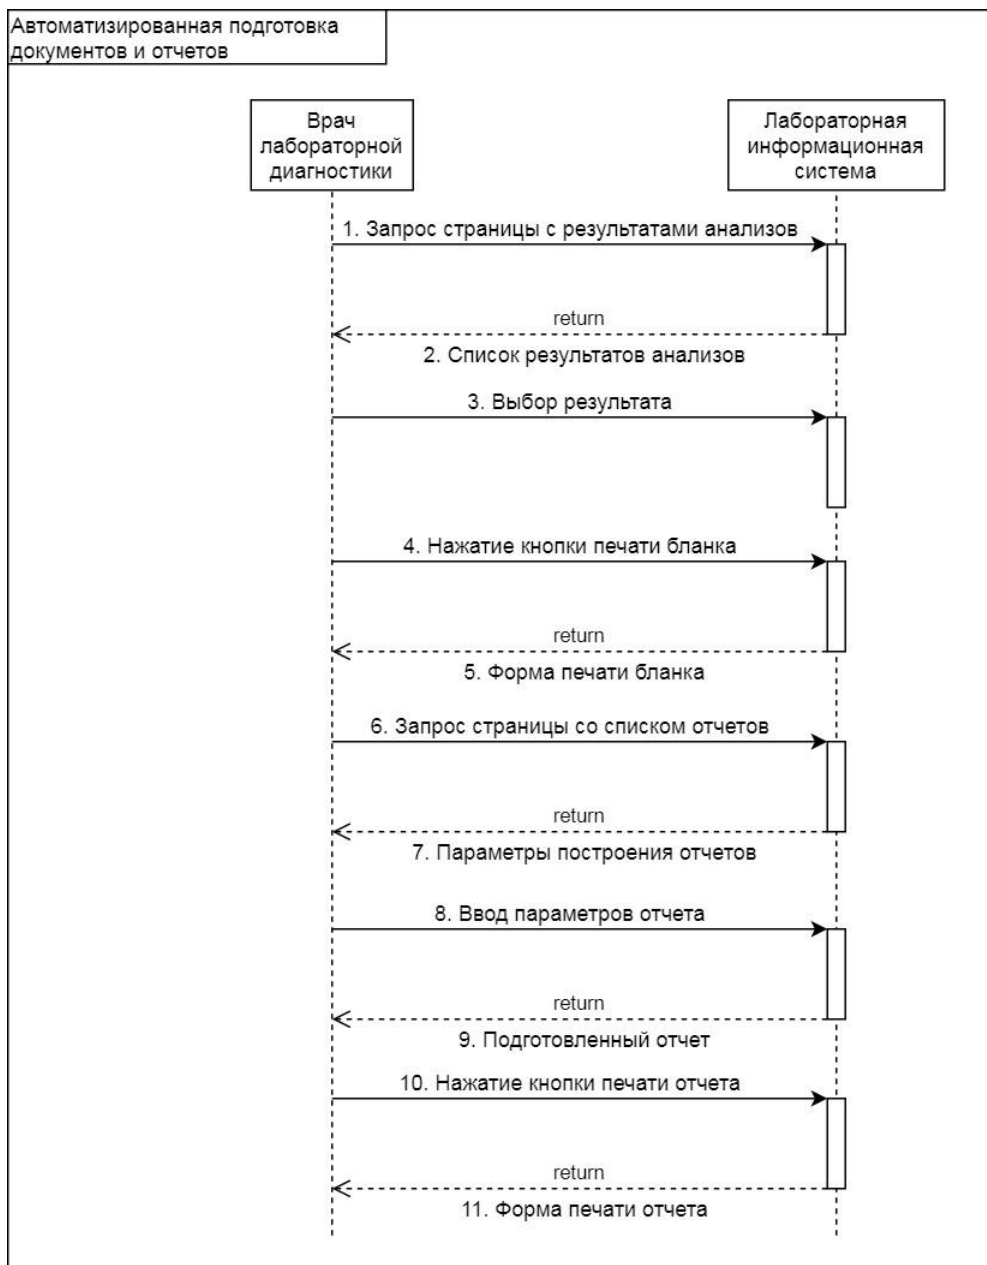 Автоматизированная подготовка
документов и отчетов
Врач
лабораторной
диагностики
Лабораторная
информационная
система
1. Запрос страницы с результатами анализов
return
2. Список результатов анализов
3. Выбор результата
4. Нажатие кнопки печати бланка
return
5. Форма печати бланка
6. Запрос страницы со списком отчетов
return
7. Параметры построения отчетов
8. Ввод параметров отчета
return
9. Подготовленный отчет
10. Нажатие кнопки печати отчета
return
11. Форма печати отчета